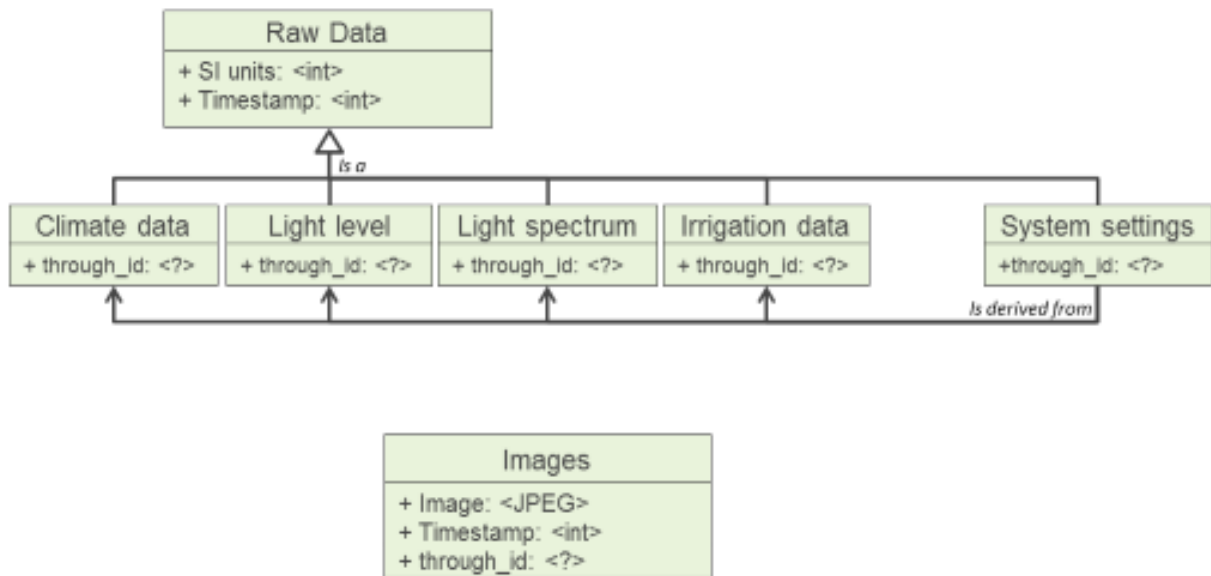 Raw Data
+ SI units: <int>
+ Timestamp: <int>
Is a
Climate data
+ through_id: <?>
Light level
+ through_id: <?>
Light spectrum
+ through_id: <?>
Irrigation data
+ through_id: <?>
System settings
+through_id: <?>
Is derived from
Images
+ Image: <JPEG>
+ Timestamp: <int>
+ through_id: <?>